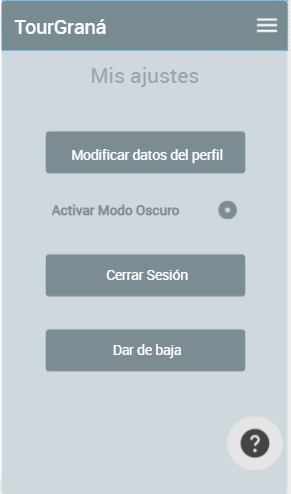 TourGraná
Mis ajustes
Modificar datos del perfil
Activar Modo Oscuro
Cerrar Sesión
Dar de baja
?